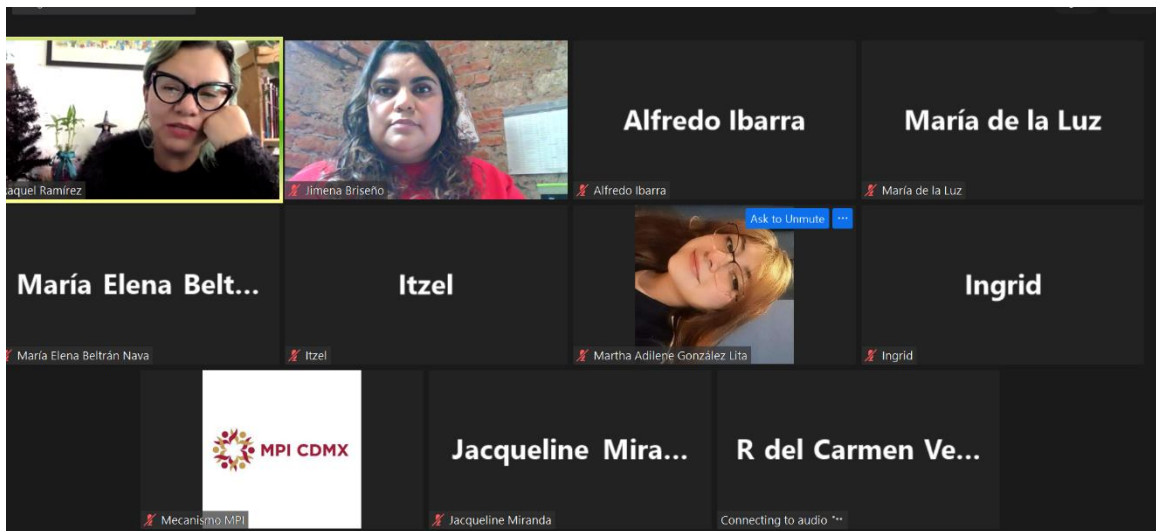 aquel Ramírez
Jimena Briseño
Alfredo Ibarra
Alfredo Ibarra
María de la Luz
María de la Luz
María Elena Belt...
María Elena Beltrán Nava
Itzel
Itzel
Ask to Unmute ...
Martha Adilene González Lita
Ingrid
Ingrid
MPI CDMX
Mecanismo MPI
Jacqueline Mira...
Jacqueline Miranda
R del Carmen Ve...
Connecting to audio